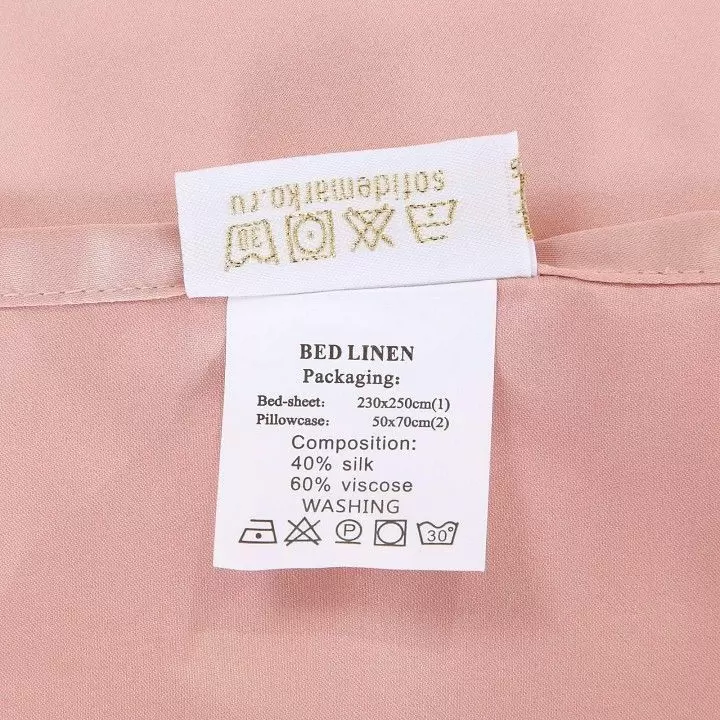 sofidemarko.ru
30
BED LINEN
Packaging:
Bed-sheet: 230x250cm(1)
Pillowcase: 50x70cm(2)
Composition:
40% silk
60% viscose
WASHING
P 30°